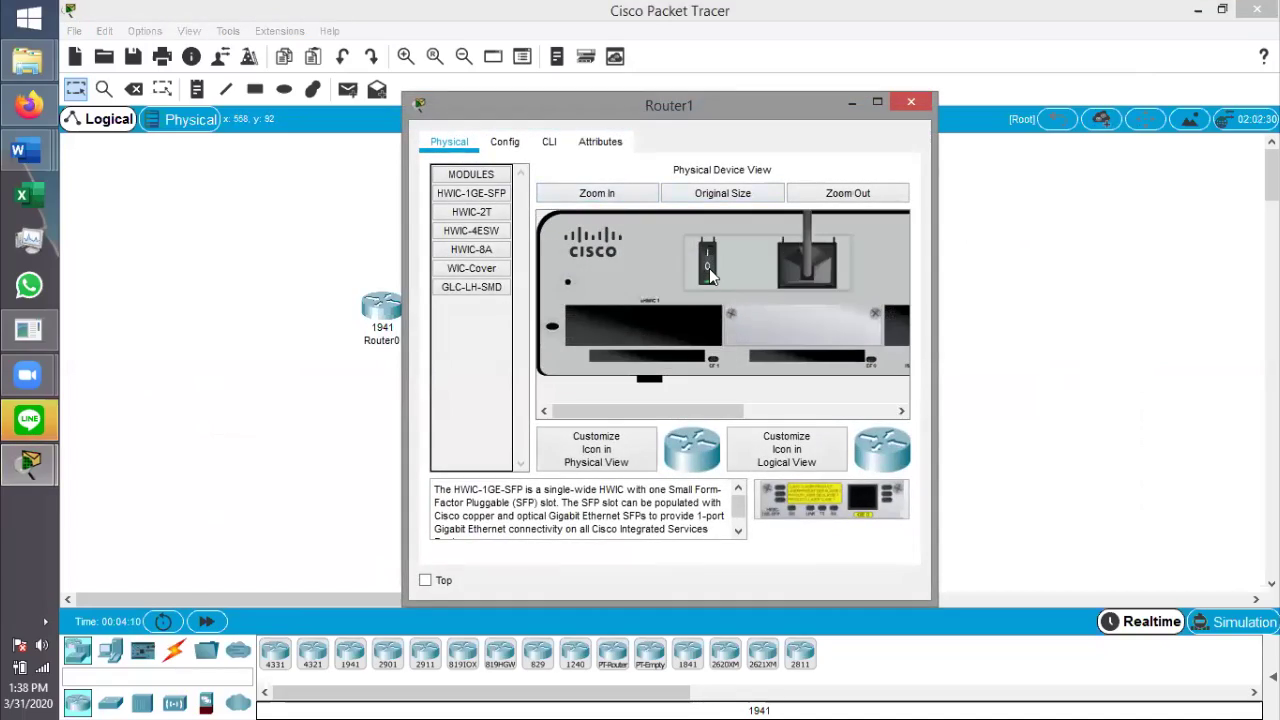 Cisco Packet Tracer
File Edit Options View Tools Extensions Help
Logical Physical x: 558, y: 92 [Root] 02:02:30
Router1
Physical Config CLI Attributes
MODULES
HWIC-1GE-SFP
HWIC-2T
HWIC-4ESW
HWIC-8A
WIC-Cover
GLC-LH-SMD
Physical Device View
Zoom In Original Size Zoom Out
CISCO
I
O
Customize
Icon in
Physical View
Customize
Icon in
Logical View
The HWIC-1GE-SFP is a single-wide HWIC with one Small Form-
Factor Pluggable (SFP) slot. The SFP slot can be populated with
Cisco copper and optical Gigabit Ethernet SFPs to provide 1-port
Gigabit Ethernet connectivity on all Cisco Integrated Services
Top
1941
Router0
Time: 00:04:10
Realtime Simulation
4331 4321 1941 2901 2911 819IOX 819HGW 829 1240 PT-Router PT-Empty 1841 2620XM 2621XM 2811
1941
1:38 PM
3/31/2020